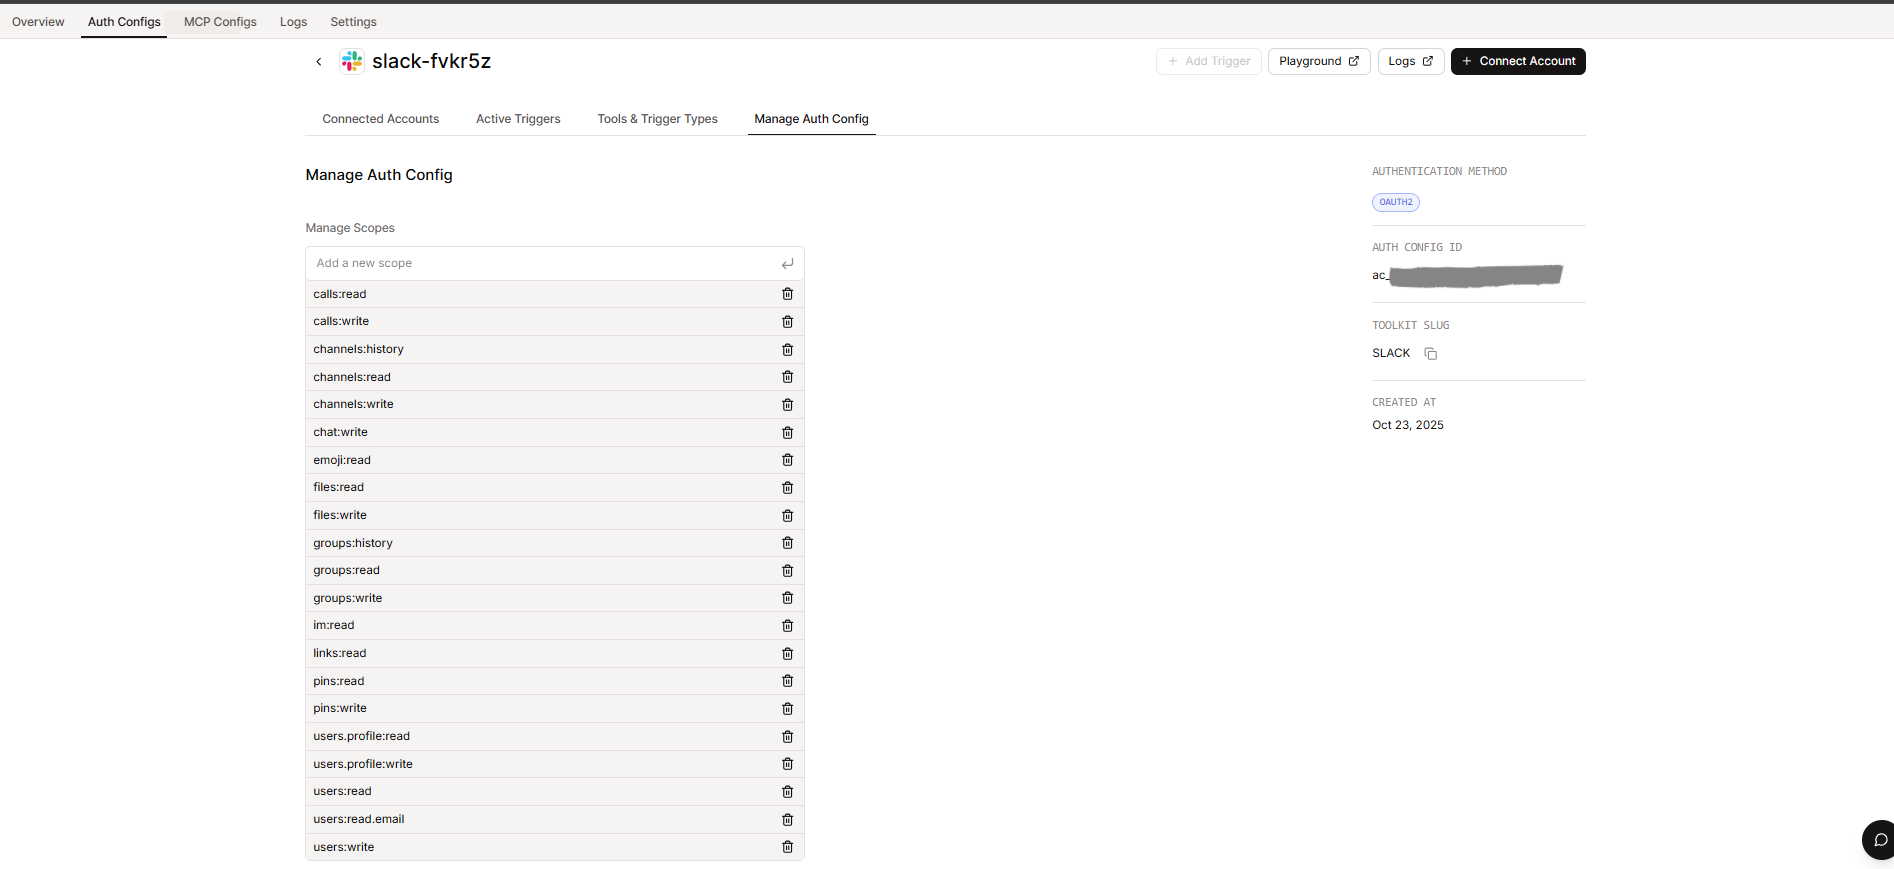 Overview Auth Configs MCP Configs Logs Settings
slack-fvkr5z
+ Add Trigger Playground Logs + Connect Account
Connected Accounts Active Triggers Tools & Trigger Types Manage Auth Config
Manage Auth Config
Manage Scopes
Add a new scope
calls:read
calls:write
channels:history
channels:read
channels:write
chat:write
emoji:read
files:read
files:write
groups:history
groups:read
groups:write
im:read
links:read
pins:read
pins:write
users.profile:read
users.profile:write
users:read
users:read.email
users:write
AUTHENTICATION METHOD
OAUTH2
AUTH CONFIG ID
ac_
TOOLKIT SLUG
SLACK
CREATED AT
Oct 23, 2025